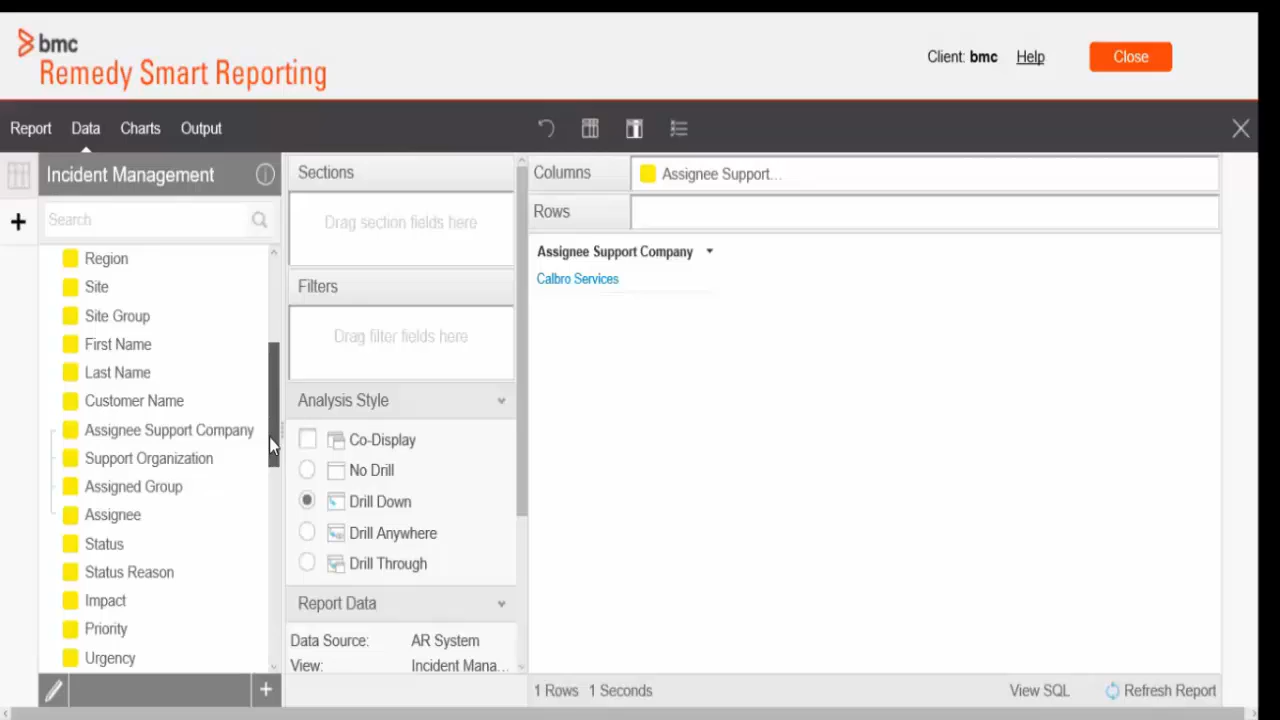 bmc
Remedy Smart Reporting
Client: bmc Help Close
Report Data Charts Output
Incident Management
Search
Region
Site
Site Group
First Name
Last Name
Customer Name
Assignee Support Company
Support Organization
Assigned Group
Assignee
Status
Status Reason
Impact
Priority
Urgency
Sections
Drag section fields here
Filters
Drag filter fields here
Analysis Style
Co-Display
No Drill
Drill Down
Drill Anywhere
Drill Through
Report Data
Data Source: AR System
View: Incident Mana...
Columns Assignee Support...
Rows
Assignee Support Company
Calbro Services
1 Rows 1 Seconds View SQL Refresh Report